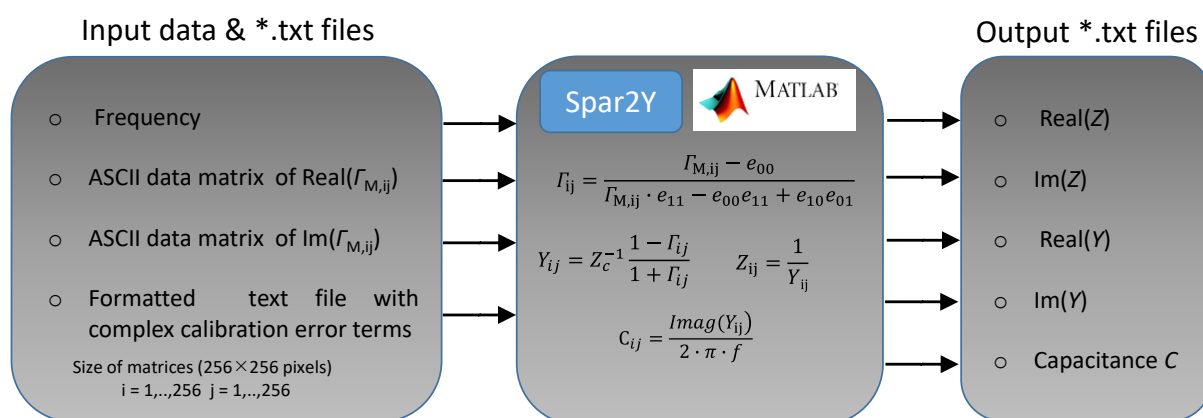 Input data & *.txt files
o Frequency
o ASCII data matrix of Real(Γ_M,ij)
o ASCII data matrix of Im(Γ_M,ij)
o Formatted text file with
complex calibration error terms
Size of matrices (256×256 pixels)
i = 1,..,256 j = 1,..,256
Spar2Y
MATLAB
Γ_ij = (Γ_M,ij − e_00) / (Γ_M,ij · e_11 − e_00e_11 + e_10e_01)
Y_ij = Z_c^−1 (1 − Γ_ij) / (1 + Γ_ij) Z_ij = 1 / Y_ij
C_ij = Imag(Y_ij) / (2 · π · f)
Output *.txt files
o Real(Z)
o Im(Z)
o Real(Y)
o Im(Y)
o Capacitance C